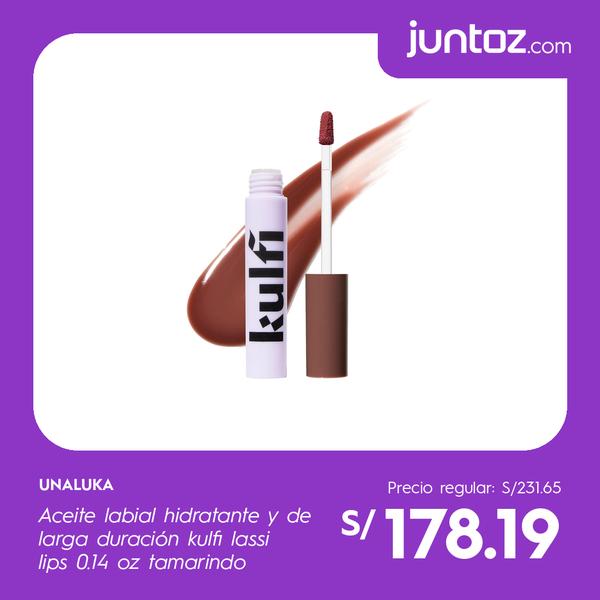 juntoz.com
kulfi
UNALUKA
Aceite labial hidratante y de
larga duración kulfi lassi
lips 0.14 oz tamarindo
Precio regular: S/231.65
S/178.19